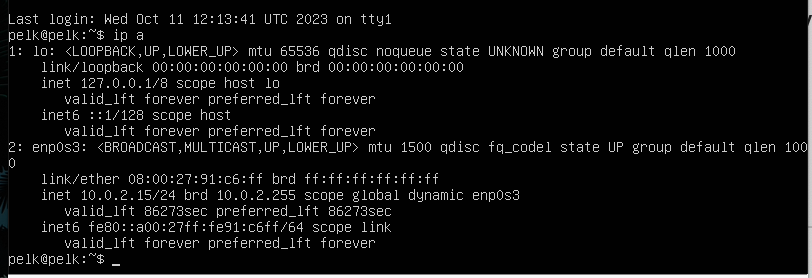 Last login: Wed Oct 11 12:13:41 UTC 2023 on tty1
pelk@pelk:~$ ip a
1: lo: <LOOPBACK,UP,LOWER_UP> mtu 65536 qdisc noqueue state UNKNOWN group default qlen 1000
    link/loopback 00:00:00:00:00:00 brd 00:00:00:00:00:00
    inet 127.0.0.1/8 scope host lo
       valid_lft forever preferred_lft forever
    inet6 ::1/128 scope host
       valid_lft forever preferred_lft forever
2: enp0s3: <BROADCAST,MULTICAST,UP,LOWER_UP> mtu 1500 qdisc fq_codel state UP group default qlen 100
0
    link/ether 08:00:27:91:c6:ff brd ff:ff:ff:ff:ff:ff
    inet 10.0.2.15/24 brd 10.0.2.255 scope global dynamic enp0s3
       valid_lft 86273sec preferred_lft 86273sec
    inet6 fe80::a00:27ff:fe91:c6ff/64 scope link
       valid_lft forever preferred_lft forever
pelk@pelk:~$ _